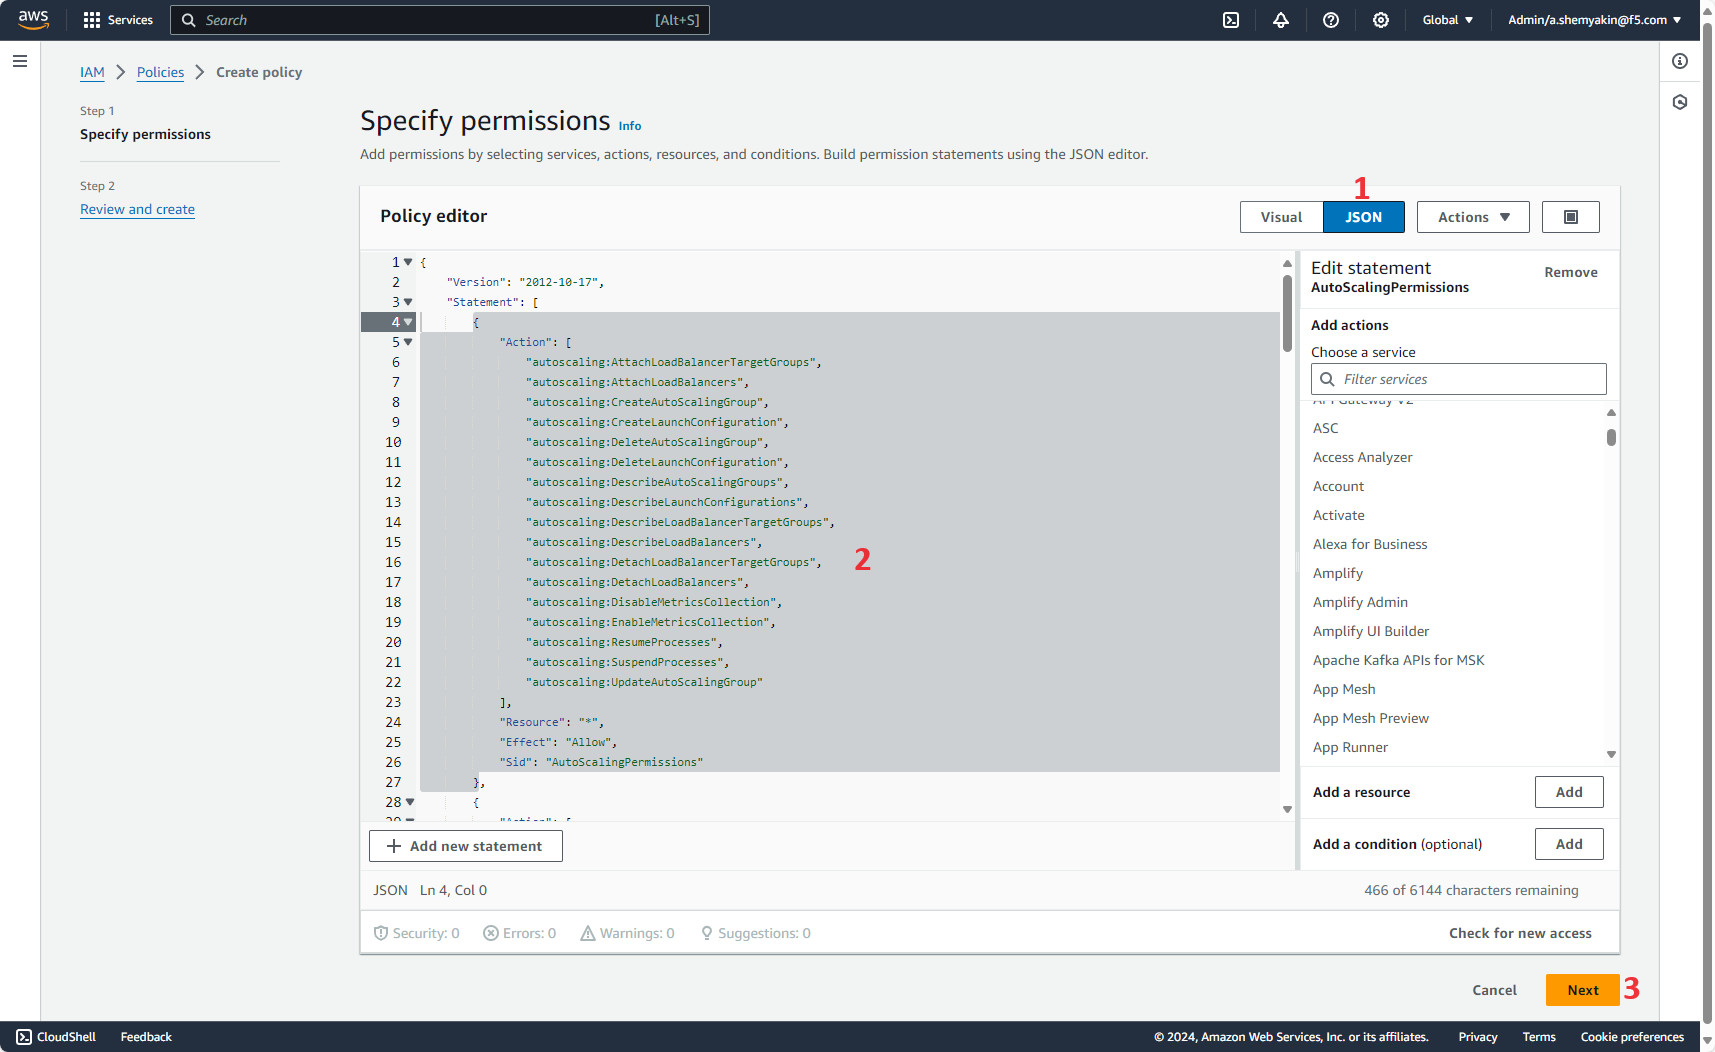 aws
Services
Search
[Alt+S]
Global
Admin/a.shemyakin@f5.com
IAM > Policies > Create policy
Step 1
Specify permissions
Step 2
Review and create
Specify permissions Info
Add permissions by selecting services, actions, resources, and conditions. Build permission statements using the JSON editor.
1
Policy editor
Visual
JSON
Actions
1 {
2 "Version": "2012-10-17",
3 "Statement": [
4 {
5 "Action": [
6 "autoscaling:AttachLoadBalancerTargetGroups",
7 "autoscaling:AttachLoadBalancers",
8 "autoscaling:CreateAutoScalingGroup",
9 "autoscaling:CreateLaunchConfiguration",
10 "autoscaling:DeleteAutoScalingGroup",
11 "autoscaling:DeleteLaunchConfiguration",
12 "autoscaling:DescribeAutoScalingGroups",
13 "autoscaling:DescribeLaunchConfigurations",
14 "autoscaling:DescribeLoadBalancerTargetGroups",
15 "autoscaling:DescribeLoadBalancers",
16 "autoscaling:DetachLoadBalancerTargetGroups",
17 "autoscaling:DetachLoadBalancers",
18 "autoscaling:DisableMetricsCollection",
19 "autoscaling:EnableMetricsCollection",
20 "autoscaling:ResumeProcesses",
21 "autoscaling:SuspendProcesses",
22 "autoscaling:UpdateAutoScalingGroup"
23 ],
24 "Resource": "*",
25 "Effect": "Allow",
26 "Sid": "AutoScalingPermissions"
27 },
28 {
29 "Action": [
2
+ Add new statement
JSON Ln 4, Col 0
466 of 6144 characters remaining
Security: 0
Errors: 0
Warnings: 0
Suggestions: 0
Check for new access
Edit statement
Remove
AutoScalingPermissions
Add actions
Choose a service
Filter services
API Gateway V2
ASC
Access Analyzer
Account
Activate
Alexa for Business
Amplify
Amplify Admin
Amplify UI Builder
Apache Kafka APIs for MSK
App Mesh
App Mesh Preview
App Runner
Add a resource
Add
Add a condition (optional)
Add
Cancel
Next
3
CloudShell
Feedback
© 2024, Amazon Web Services, Inc. or its affiliates.
Privacy
Terms
Cookie preferences